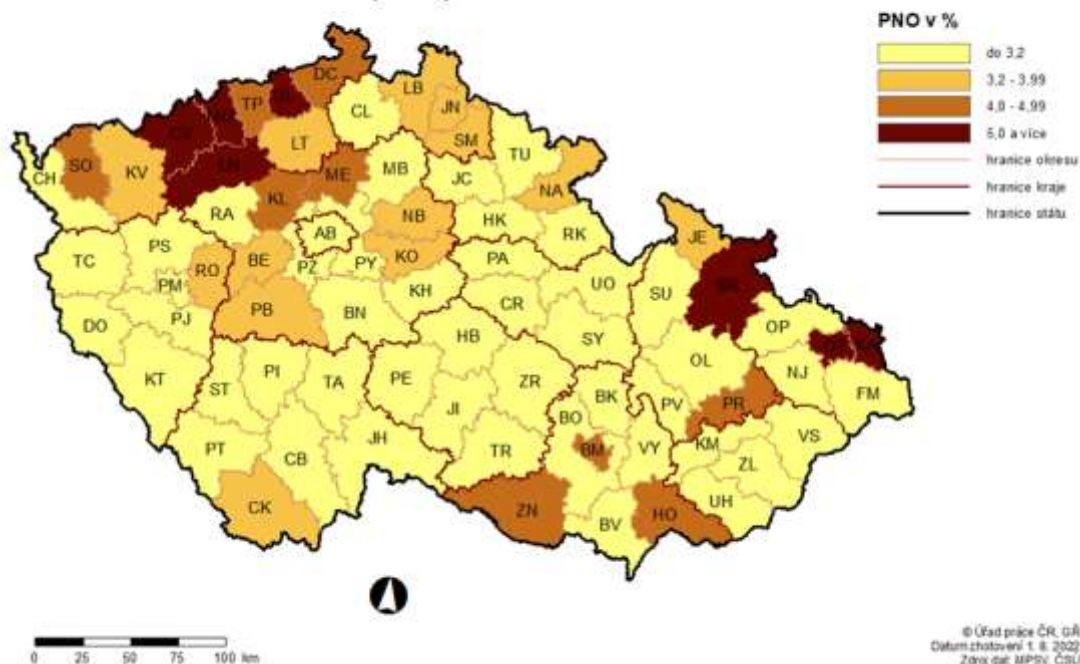 PNO v %
do 3,2
3,2 - 3,99
4,0 - 4,99
5,0 a více
hranice okresu
hranice kraje
hranice státu
DC
LB
TP
JN
CL
LT
SM
TU
SO
KV
CH
ME
MB
JC
NA
KL
RA
NB
HK
AB
RK
JE
TC
PS
RO
BE
PZ
PY
KO
PA
PM
KH
UO
SU
PB
PJ
BN
CR
DO
HB
SY
OP
OL
KT
ST
PI
TA
PE
ZR
NJ
FM
BK
PV
PR
JI
BO
PT
JH
CB
TR
BM
VY
KM
VS
ZL
CK
ZN
BV
HO
UH
0 25 50 75 100 km
© Úřad práce ČR, GŘ
Datum zhotovení 1. 8. 2022
Zdroj dat: MPSV, ČSÚ